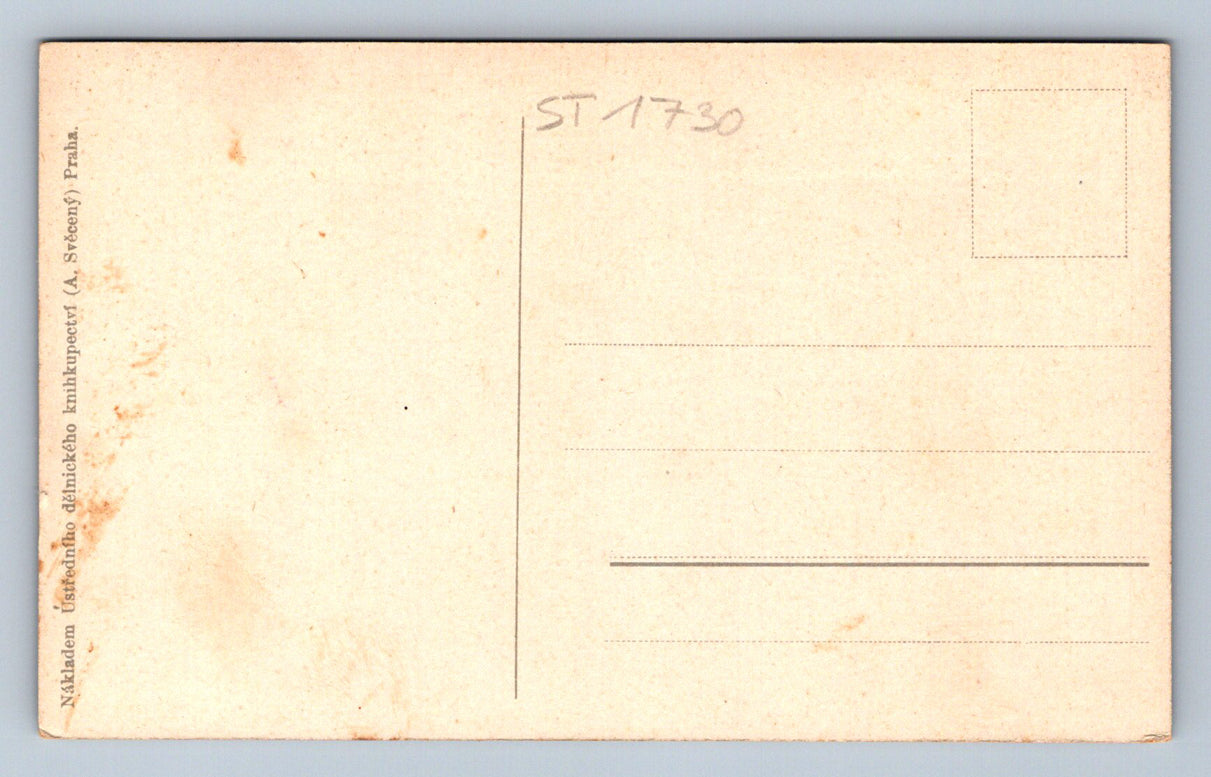 ST 1730
Nákladem Ústředního dělnického knihkupectví (A. Svěcený) Praha.